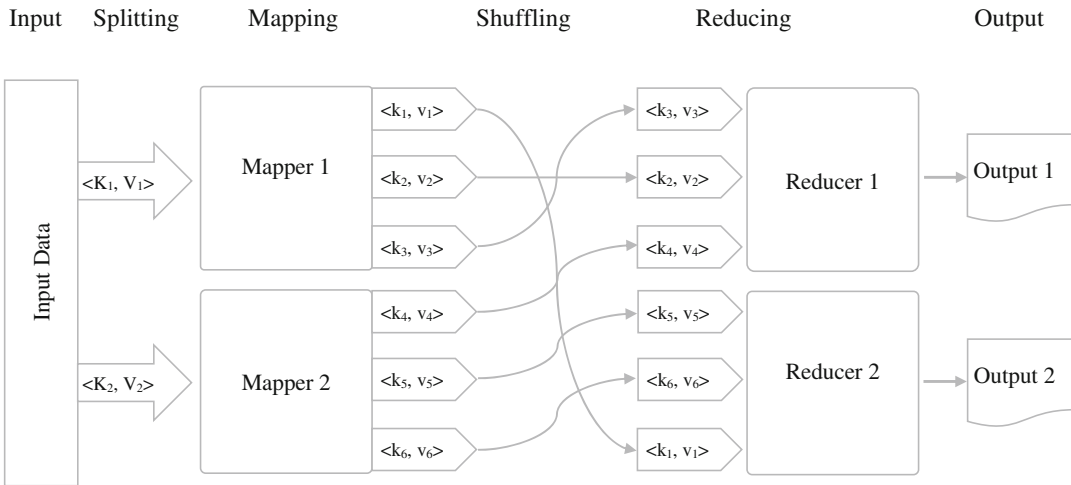 Input Splitting Mapping Shuffling Reducing Output
Input Data
<K₁, V₁>
<K₂, V₂>
Mapper 1
<k₁, v₁>
<k₂, v₂>
<k₃, v₃>
Mapper 2
<k₄, v₄>
<k₅, v₅>
<k₆, v₆>
<k₃, v₃>
<k₂, v₂>
<k₄, v₄>
Reducer 1
<k₅, v₅>
<k₆, v₆>
<k₁, v₁>
Reducer 2
Output 1
Output 2